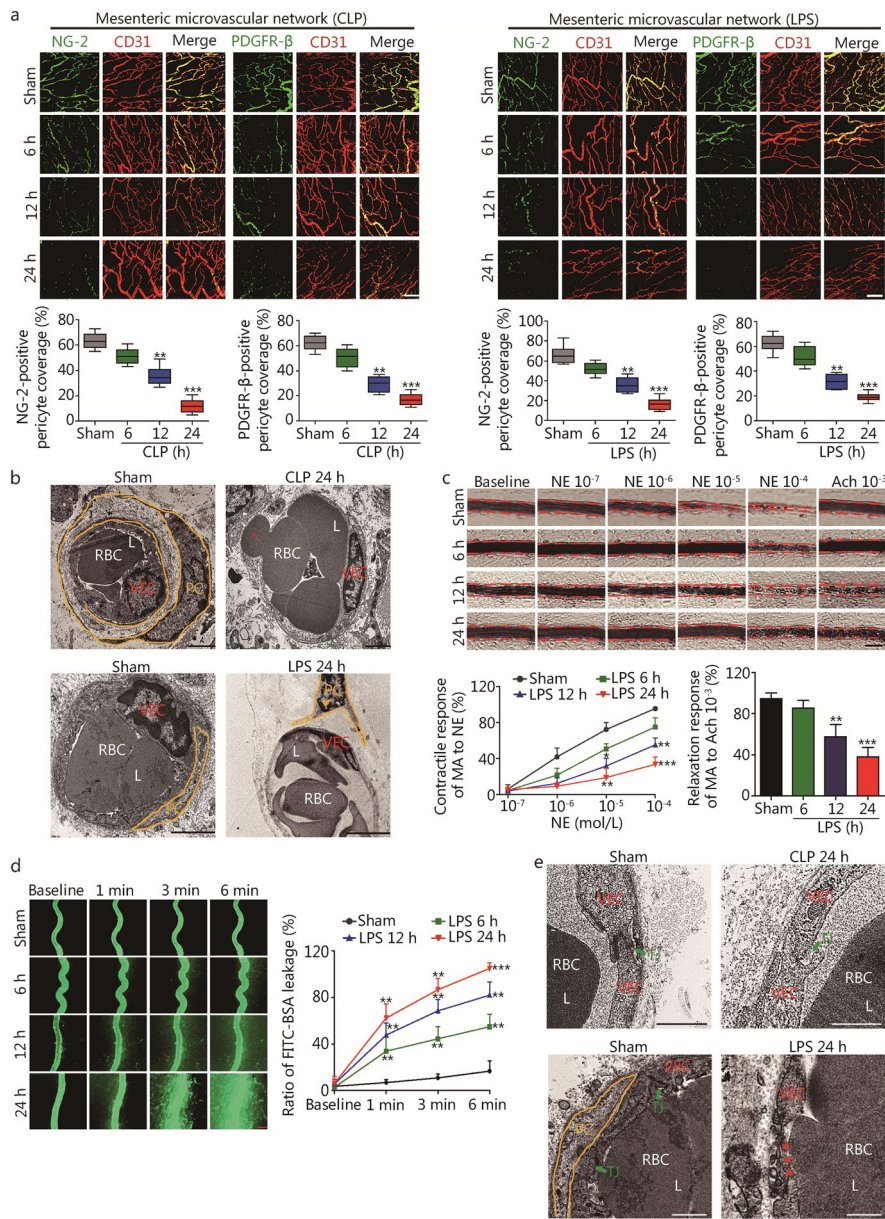 a
Mesenteric microvascular network (CLP)
NG-2 CD31 Merge PDGFR-β CD31 Merge
Sham
6 h
12 h
24 h
Mesenteric microvascular network (LPS)
NG-2 CD31 Merge PDGFR-β CD31 Merge
Sham
6 h
12 h
24 h
NG-2-positive
pericyte coverage (%)
80
60
40
20
**
***
Sham 6 12 24
CLP (h)
PDGFR-β-positive
pericyte coverage (%)
80
60
40
20
**
***
Sham 6 12 24
CLP (h)
NG-2-positive
pericyte coverage (%)
100
80
60
40
20
0
**
***
Sham 6 12 24
LPS (h)
PDGFR-β-positive
pericyte coverage (%)
80
60
40
20
**
***
Sham 6 12 24
LPS (h)
b
Sham
L
RBC
VEC
PC
CLP 24 h
L
*
RBC
VEC
Sham
VEC
RBC
L
LPS 24 h
PC
VEC
L
RBC
c
Baseline NE 10⁻⁷ NE 10⁻⁶ NE 10⁻⁵ NE 10⁻⁴ Ach 10⁻³
Sham
6 h
12 h
24 h
Contractile response
of MA to NE (%)
Sham LPS 6 h
LPS 12 h LPS 24 h
120
80
40
0
*
**
**
***
10⁻⁷ 10⁻⁶ 10⁻⁵ 10⁻⁴
NE (mol/L)
Relaxation response
of MA to Ach 10⁻³ (%)
120
80
40
0
**
***
Sham 6 12 24
LPS (h)
d
Baseline 1 min 3 min 6 min
Sham
6 h
12 h
24 h
Ratio of FITC-BSA leakage (%)
Sham LPS 6 h
LPS 12 h LPS 24 h
120
80
40
0
** ** ***
** ** **
** ** **
Baseline 1 min 3 min 6 min
e
Sham
VEC
TJ
RBC
VEC
L
CLP 24 h
VEC
TJ
RBC
VEC
L
Sham
VEC
TJ
PC
RBC
TJ
L
LPS 24 h
VEC
RBC
L